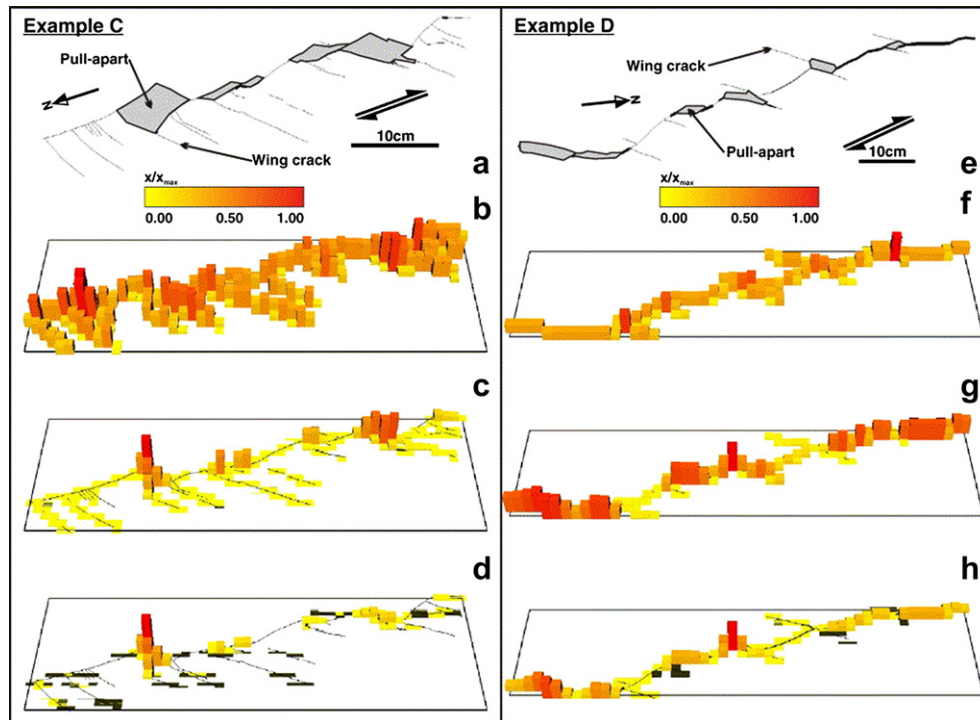 Example C
Pull-apart
N
10cm
Wing crack
a
x/xmax
0.00 0.50 1.00
b
c
d
Example D
Wing crack
N
Pull-apart
10cm
e
x/xmax
0.00 0.50 1.00
f
g
h